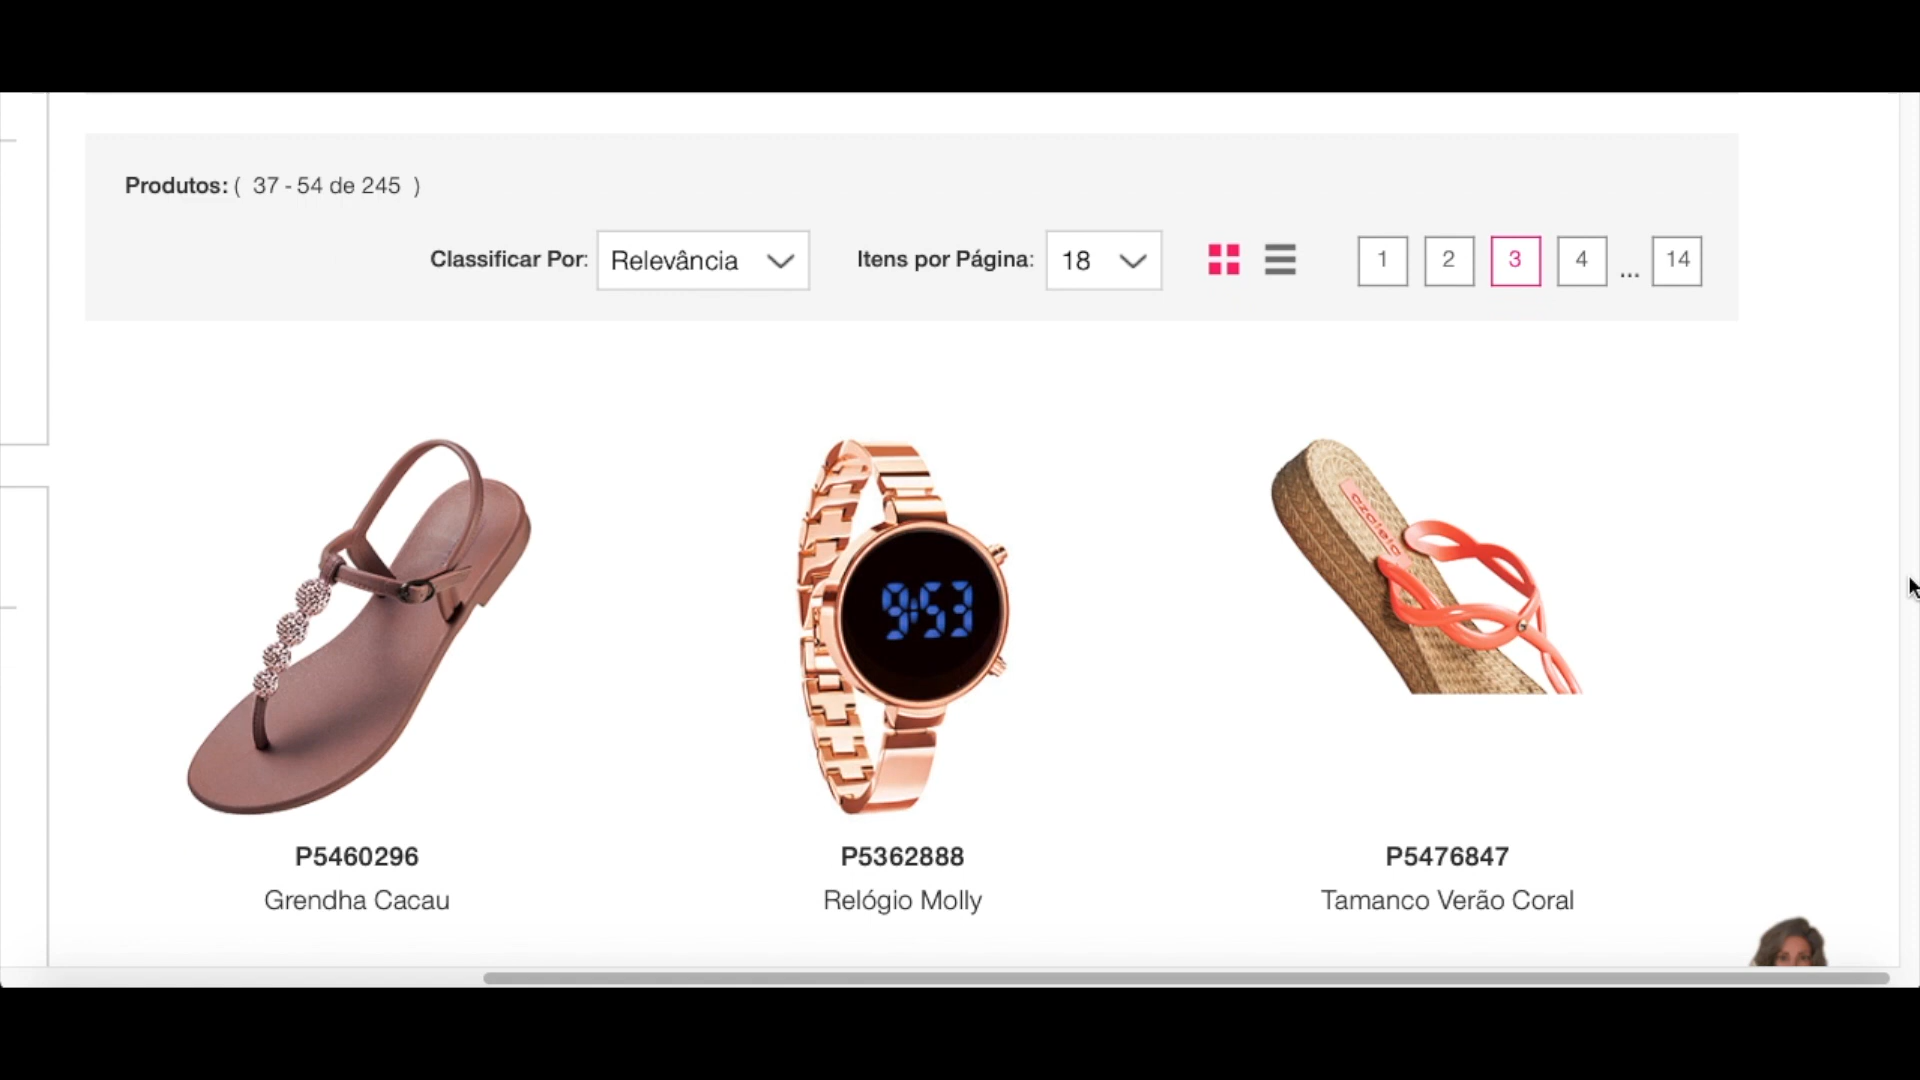 Produtos: ( 37 - 54 de 245 )
Classificar Por: Relevância Itens por Página: 18 1 2 3 4 ... 14
azaleia
9:53
P5460296 P5362888 P5476847
Grendha Cacau Relógio Molly Tamanco Verão Coral